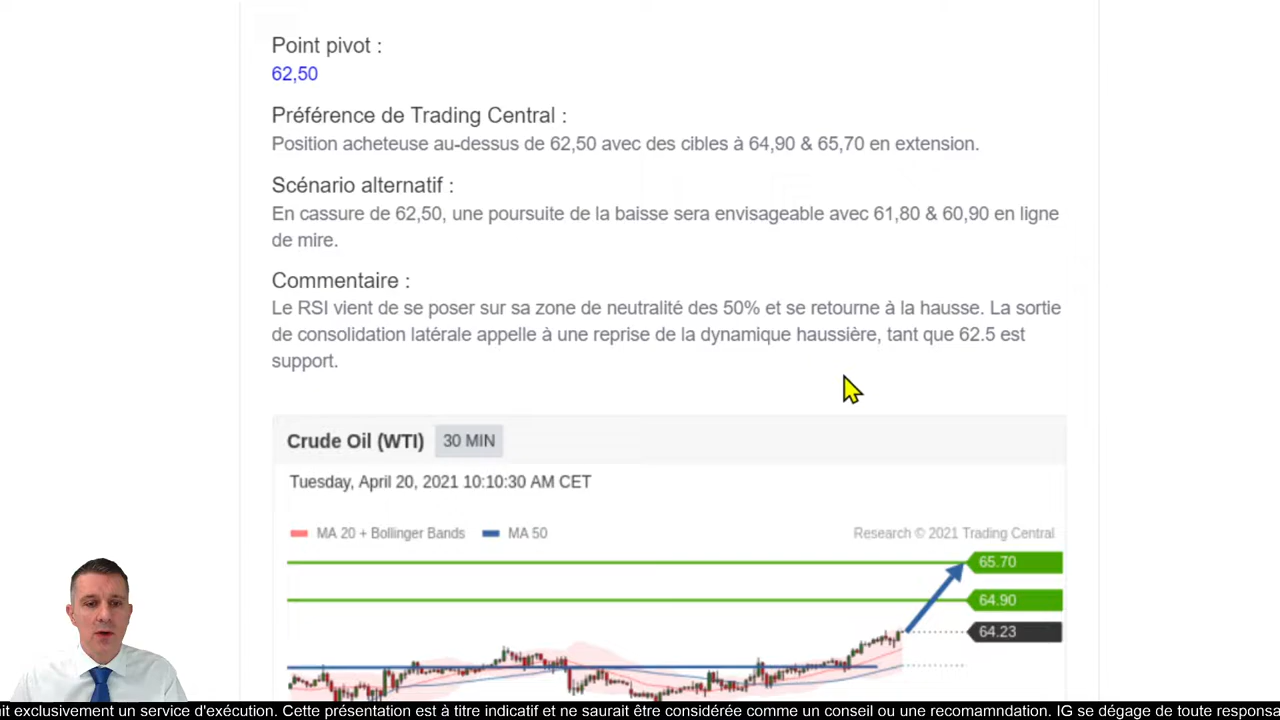 Point pivot :
62,50
Préférence de Trading Central :
Position acheteuse au-dessus de 62,50 avec des cibles à 64,90 & 65,70 en extension.
Scénario alternatif :
En cassure de 62,50, une poursuite de la baisse sera envisageable avec 61,80 & 60,90 en ligne
de mire.
Commentaire :
Le RSI vient de se poser sur sa zone de neutralité des 50% et se retourne à la hausse. La sortie
de consolidation latérale appelle à une reprise de la dynamique haussière, tant que 62.5 est
support.
Crude Oil (WTI) 30 MIN
Tuesday, April 20, 2021 10:10:30 AM CET
MA 20 + Bollinger Bands MA 50 Research © 2021 Trading Central
65.70
64.90
64.23
exclusivement un service d'exécution. Cette présentation est à titre indicatif et ne saurait être considérée comme un conseil ou une recomamndation. IG se dégage de toute